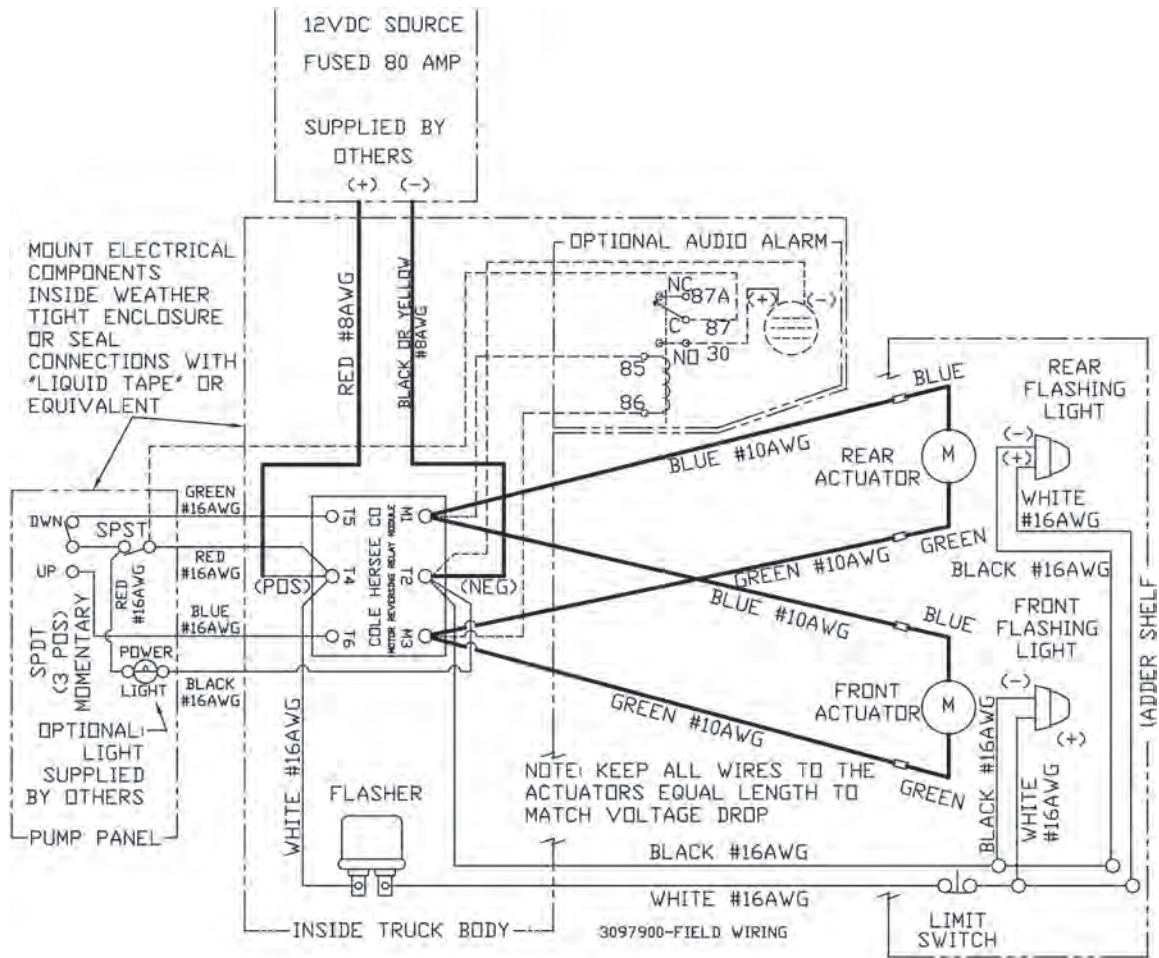 12VDC SOURCE
FUSED 80 AMP
SUPPLIED BY
OTHERS
(+) (-)
MOUNT ELECTRICAL
COMPONENTS
INSIDE WEATHER
TIGHT ENCLOSURE
OR SEAL
CONNECTIONS WITH
"LIQUID TAPE" OR
EQUIVALENT
RED #8AWG
BLACK OR YELLOW
#8AWG
OPTIONAL AUDIO ALARM
NC
87A
(+) (-)
C 87
NO 30
85
86
BLUE
REAR
FLASHING
LIGHT
BLUE #10AWG
REAR
ACTUATOR
M
(-)
(+)
WHITE
#16AWG
GREEN
#16AWG
DWN
SPST
UP
RED
#16AWG
RED
#16AWG
BLUE
#16AWG
SPDT
(3 POS)
MOMENTARY
POWER
LIGHT
BLACK
#16AWG
T5
T4
T6
COLE HERSEE CO
MOTOR REVERSING RELAY MODULE
M1
T2
M3
(POS)
(NEG)
GREEN #10AWG
GREEN
BLACK #16AWG
BLUE #10AWG
BLUE
FRONT
FLASHING
LIGHT
LADDER SHELF
FRONT
ACTUATOR
M
(-)
(+)
GREEN #10AWG
GREEN
BLACK #16AWG
WHITE
#16AWG
OPTIONAL
LIGHT
SUPPLIED
BY OTHERS
PUMP PANEL
WHITE #16AWG
FLASHER
NOTE: KEEP ALL WIRES TO THE
ACTUATORS EQUAL LENGTH TO
MATCH VOLTAGE DROP
BLACK #16AWG
WHITE #16AWG
LIMIT
SWITCH
INSIDE TRUCK BODY
3097900-FIELD WIRING